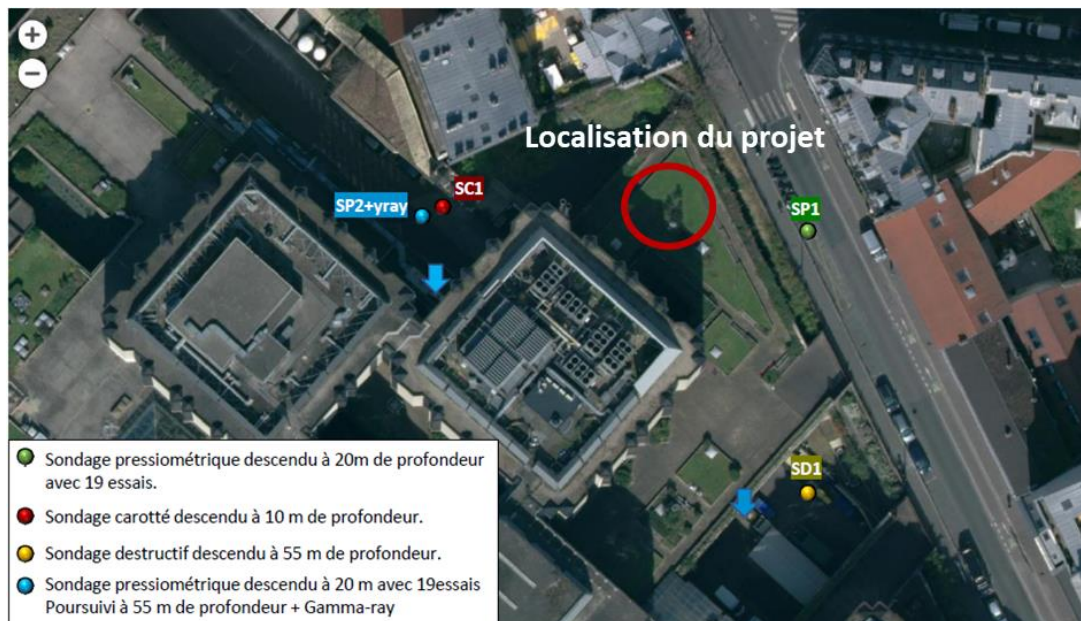 +
−
Localisation du projet
SC1
SP2+yray
SP1
SD1
Sondage pressiométrique descendu à 20m de profondeur
avec 19 essais.
Sondage carotté descendu à 10 m de profondeur.
Sondage destructif descendu à 55 m de profondeur.
Sondage pressiométrique descendu à 20 m avec 19essais
Poursuivi à 55 m de profondeur + Gamma-ray